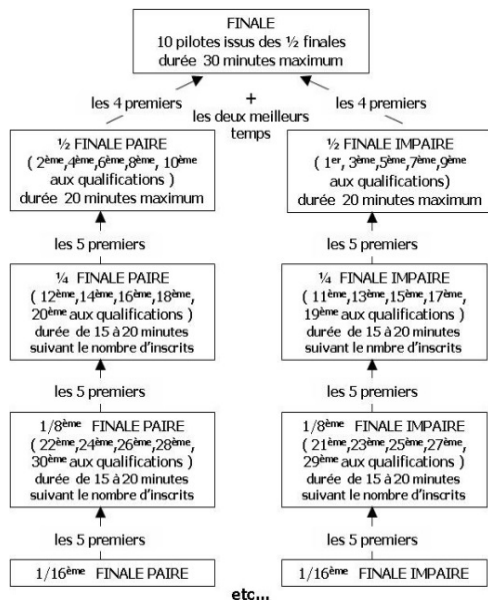 FINALE
10 pilotes issus des ½ finales
durée 30 minutes maximum
les 4 premiers
+
les deux meilleurs
temps
les 4 premiers
½ FINALE PAIRE
( 2ème,4ème,6ème,8ème, 10ème
aux qualifications )
durée 20 minutes maximum
½ FINALE IMPAIRE
( 1er, 3ème,5ème,7ème,9ème
aux qualifications)
durée 20 minutes maximum
les 5 premiers
les 5 premiers
¼ FINALE PAIRE
( 12ème,14ème,16ème,18ème,
20ème aux qualifications )
durée de 15 à 20 minutes
suivant le nombre d'inscrits
¼ FINALE IMPAIRE
( 11ème,13ème,15ème,17ème,
19ème aux qualifications )
durée de 15 à 20 minutes
suivant le nmbre d'inscrits
les 5 premiers
les 5 premiers
1/8ème FINALE PAIRE
(22ème,24ème,26ème,28ème,
30ème aux qualifications )
durée de 15 à 20 minutes
suivant le nombre d'inscrits
1/8ème FINALE IMPAIRE
(21ème,23ème,25ème,27ème,
29ème aux qualifications )
durée de 15 à 20 minutes
suivant le nombre d'inscrits
les 5 premiers
les 5 premiers
1/16ème FINALE PAIRE
1/16ème FINALE IMPAIRE
etc...